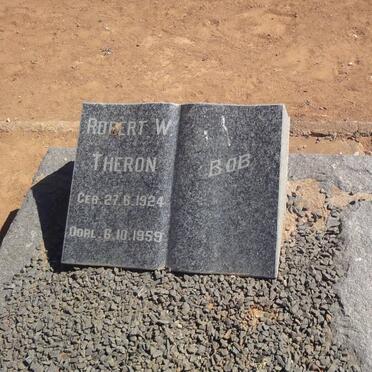 ROBERT W
THERON
GEB. 27.6.1924
OORL. 6.10.1959
BOB